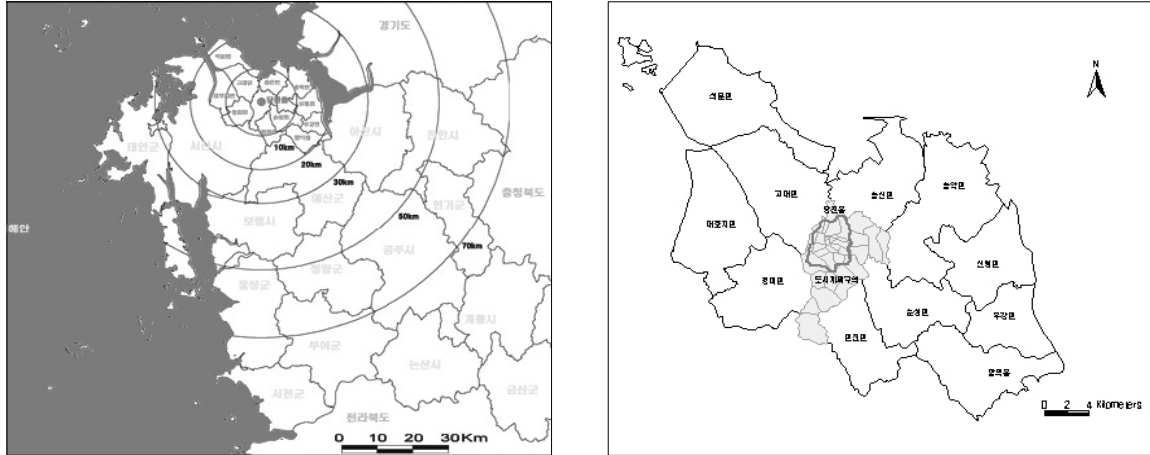 경기도
당진읍
10km
20km
30km
50km
70km
태안군
서산시
아산시
천안시
충청북도
예산군
연기군
보령시
공주시
청양군
홍성군
계룡시
부여군
논산시
서천군
금산군
전라북도
해안
0 10 20 30Km
N
석문면
고대면
송산면
송악면
당진읍
대호지면
신평면
정미면
도시계획구역
순성면
우강면
면천면
합덕읍
0 2 4 Kilometers